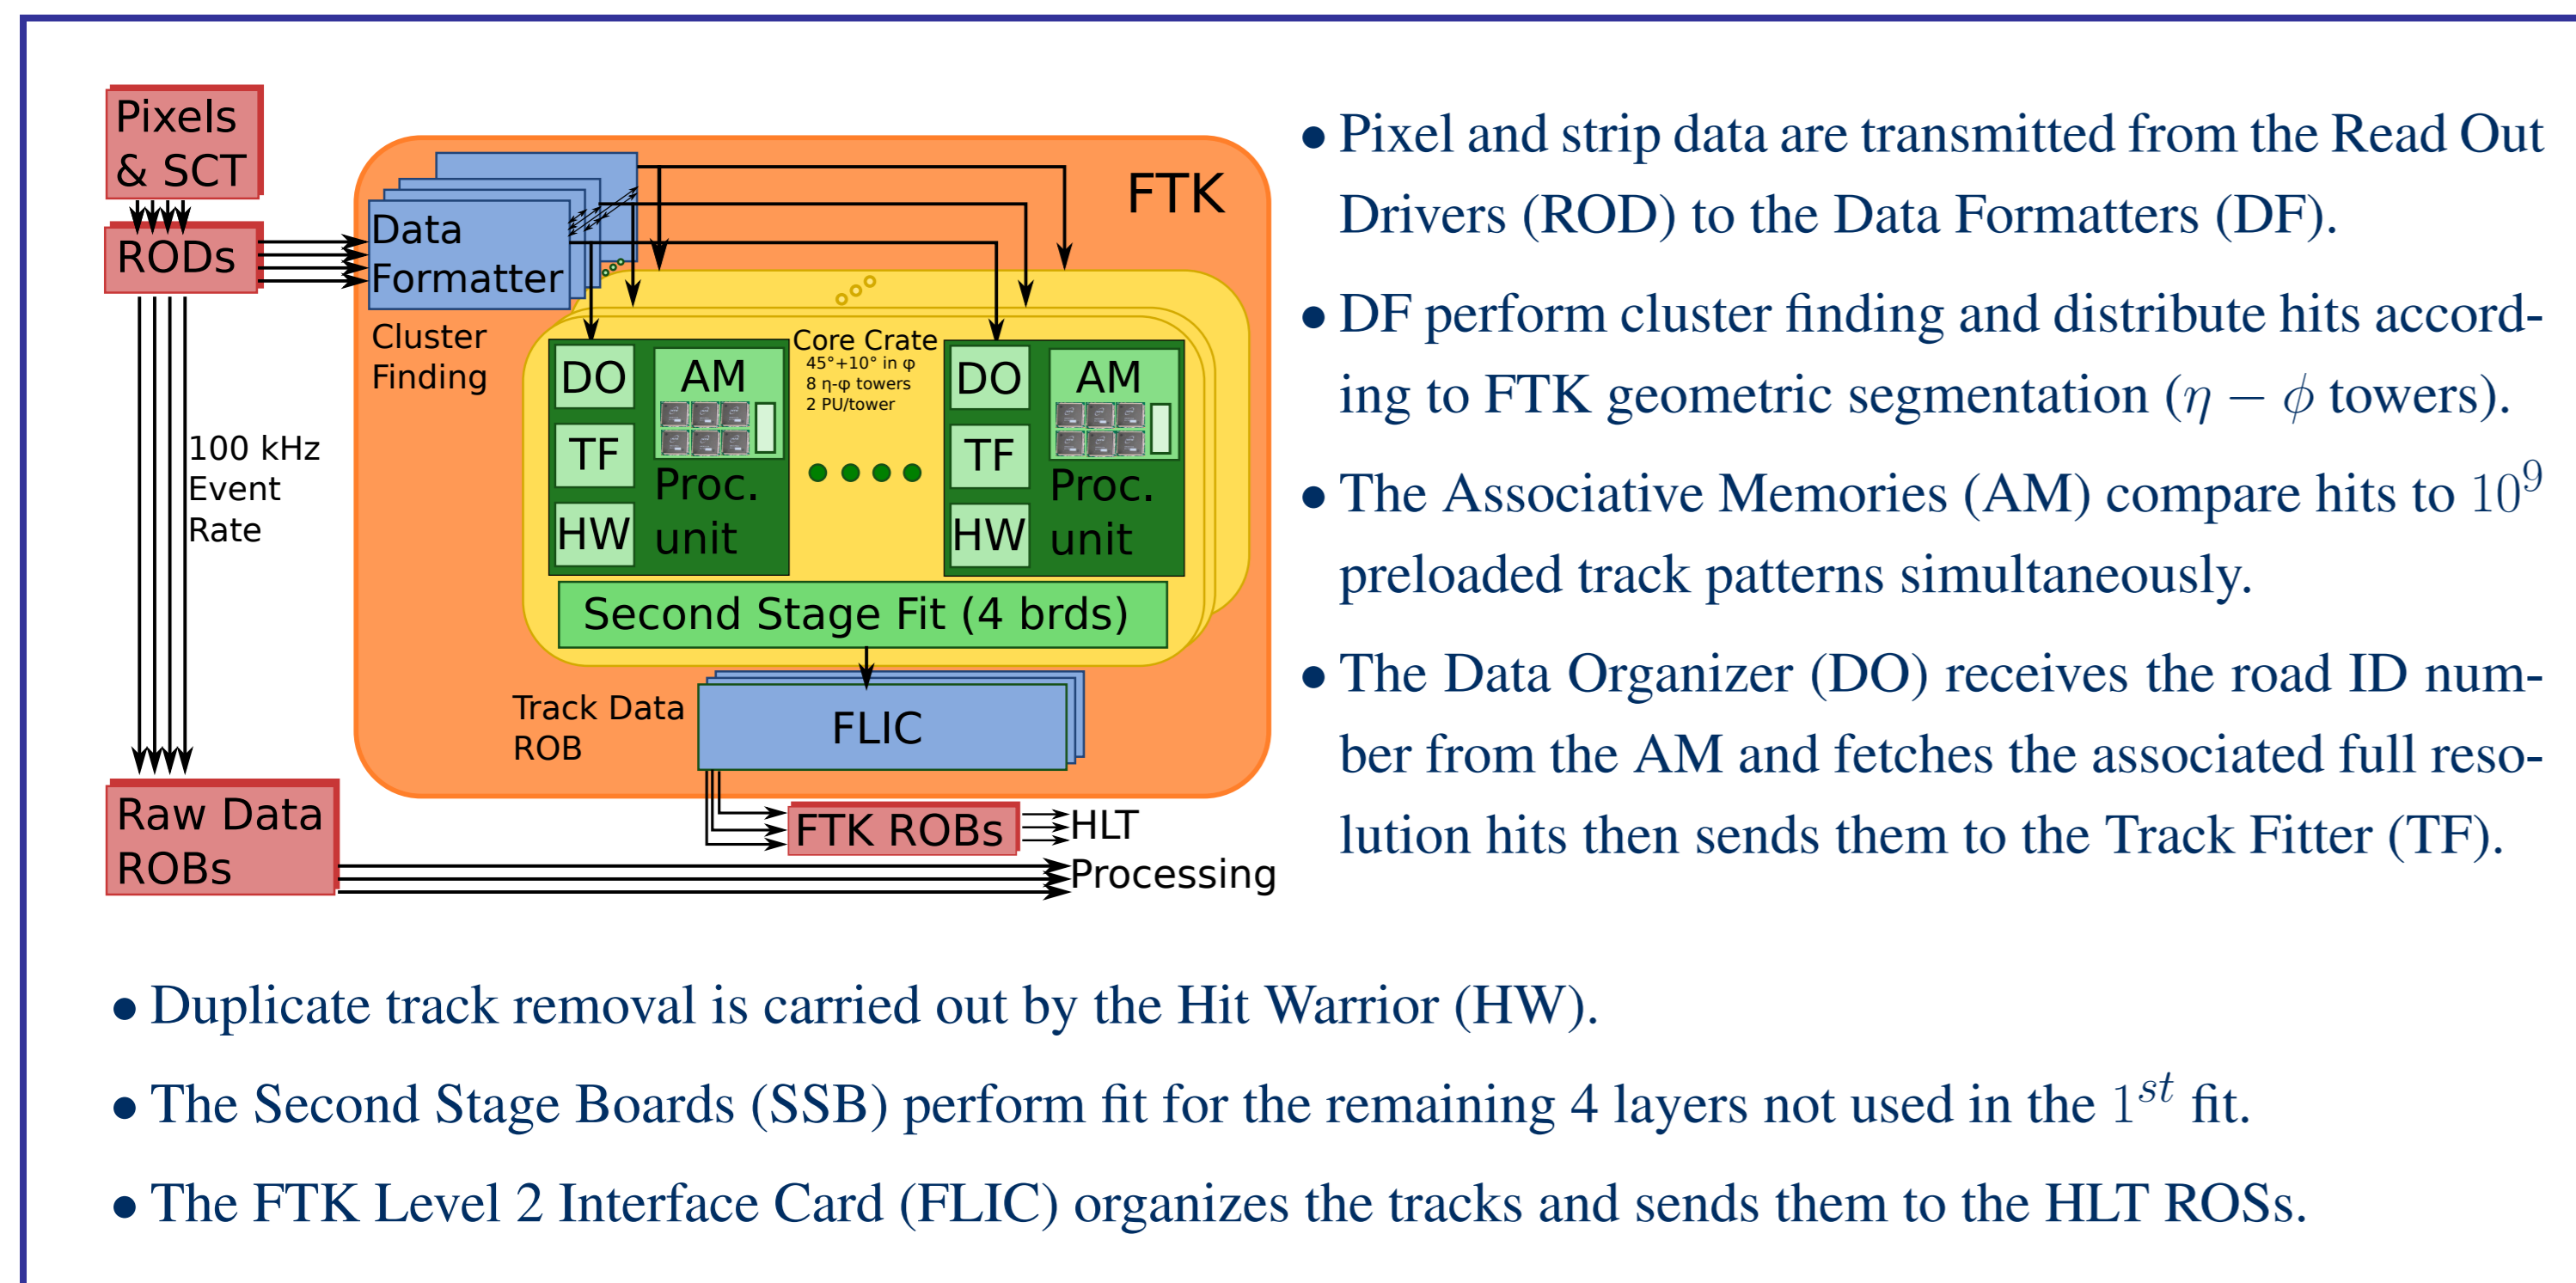 Pixels
& SCT
RODs
Data
Formatter
Cluster
Finding
FTK
100 kHz
Event
Rate
Core Crate
45°+10° in φ
8 η-φ towers
2 PU/tower
DO
AM
TF
Proc.
unit
HW
DO
AM
TF
Proc.
unit
HW
Second Stage Fit (4 brds)
Track Data
ROB
FLIC
Raw Data
ROBs
FTK ROBs
HLT
Processing
• Pixel and strip data are transmitted from the Read Out
Drivers (ROD) to the Data Formatters (DF).
• DF perform cluster finding and distribute hits accord-
ing to FTK geometric segmentation (η − ϕ towers).
• The Associative Memories (AM) compare hits to 10⁹
preloaded track patterns simultaneously.
• The Data Organizer (DO) receives the road ID num-
ber from the AM and fetches the associated full reso-
lution hits then sends them to the Track Fitter (TF).
• Duplicate track removal is carried out by the Hit Warrior (HW).
• The Second Stage Boards (SSB) perform fit for the remaining 4 layers not used in the 1ˢᵗ fit.
• The FTK Level 2 Interface Card (FLIC) organizes the tracks and sends them to the HLT ROSs.